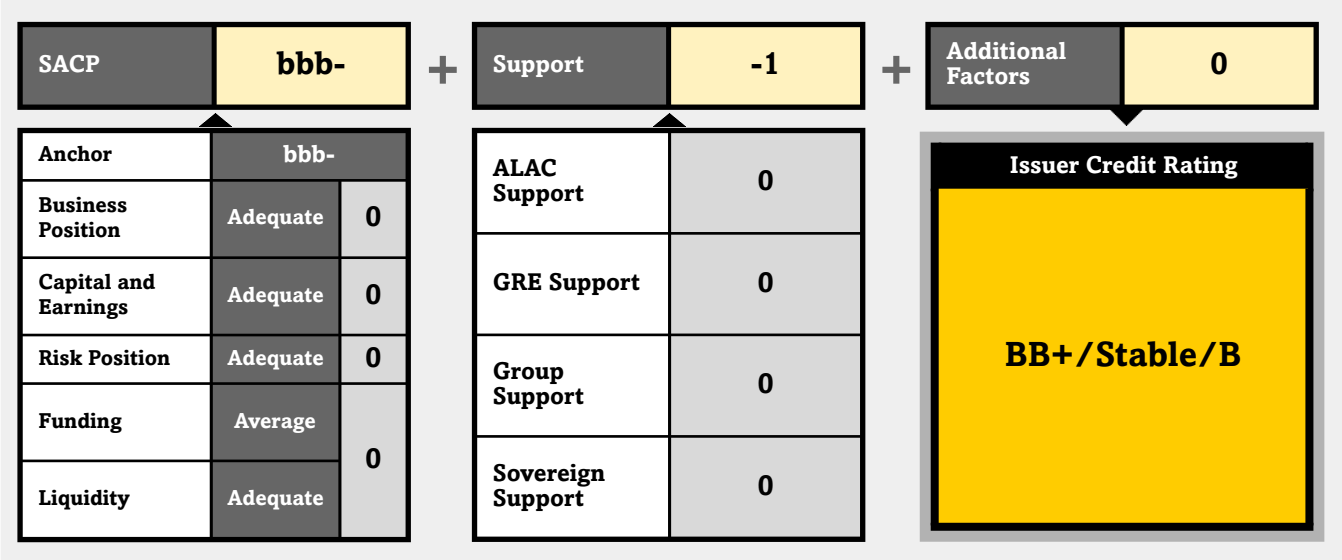 SACP
bbb-
+
Support
-1
+
Additional
Factors
0
Anchor
bbb-
Business
Position
Adequate
0
Capital and
Earnings
Adequate
0
Risk Position
Adequate
0
Funding
Average
Liquidity
Adequate
0
ALAC
Support
0
GRE Support
0
Group
Support
0
Sovereign
Support
0
Issuer Credit Rating
BB+/Stable/B